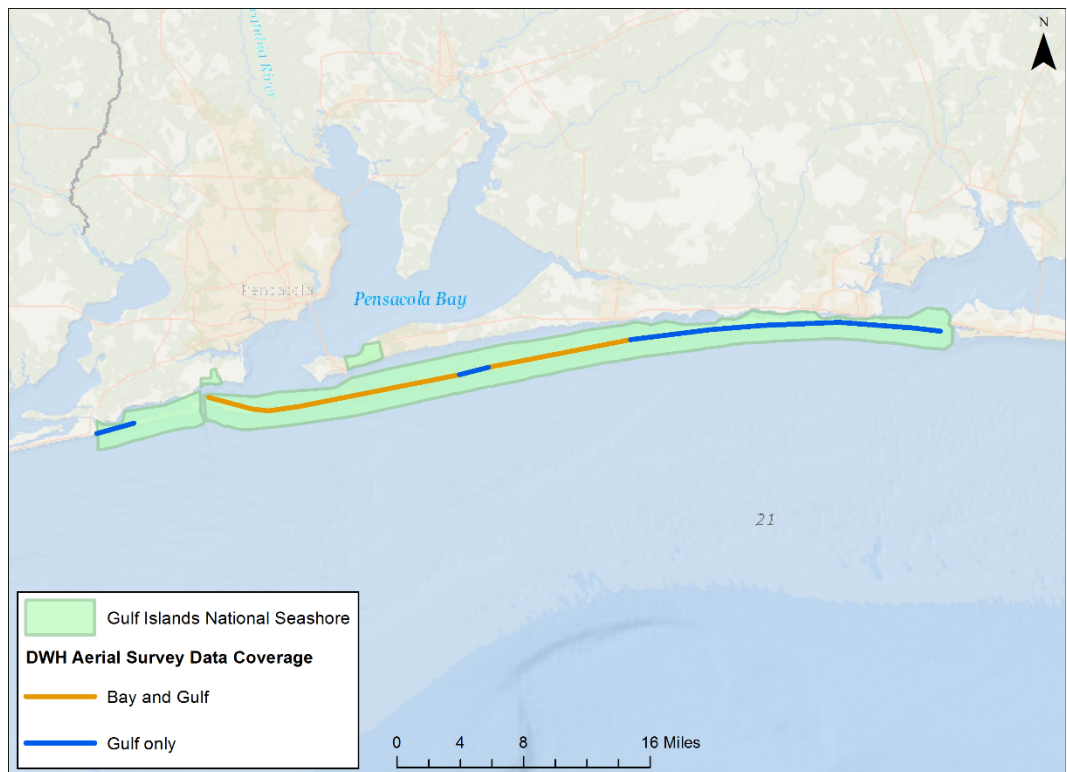 N
River
Pensacola
Pensacola Bay
21
Gulf Islands National Seashore
DWH Aerial Survey Data Coverage
Bay and Gulf
Gulf only
0 4 8 16 Miles